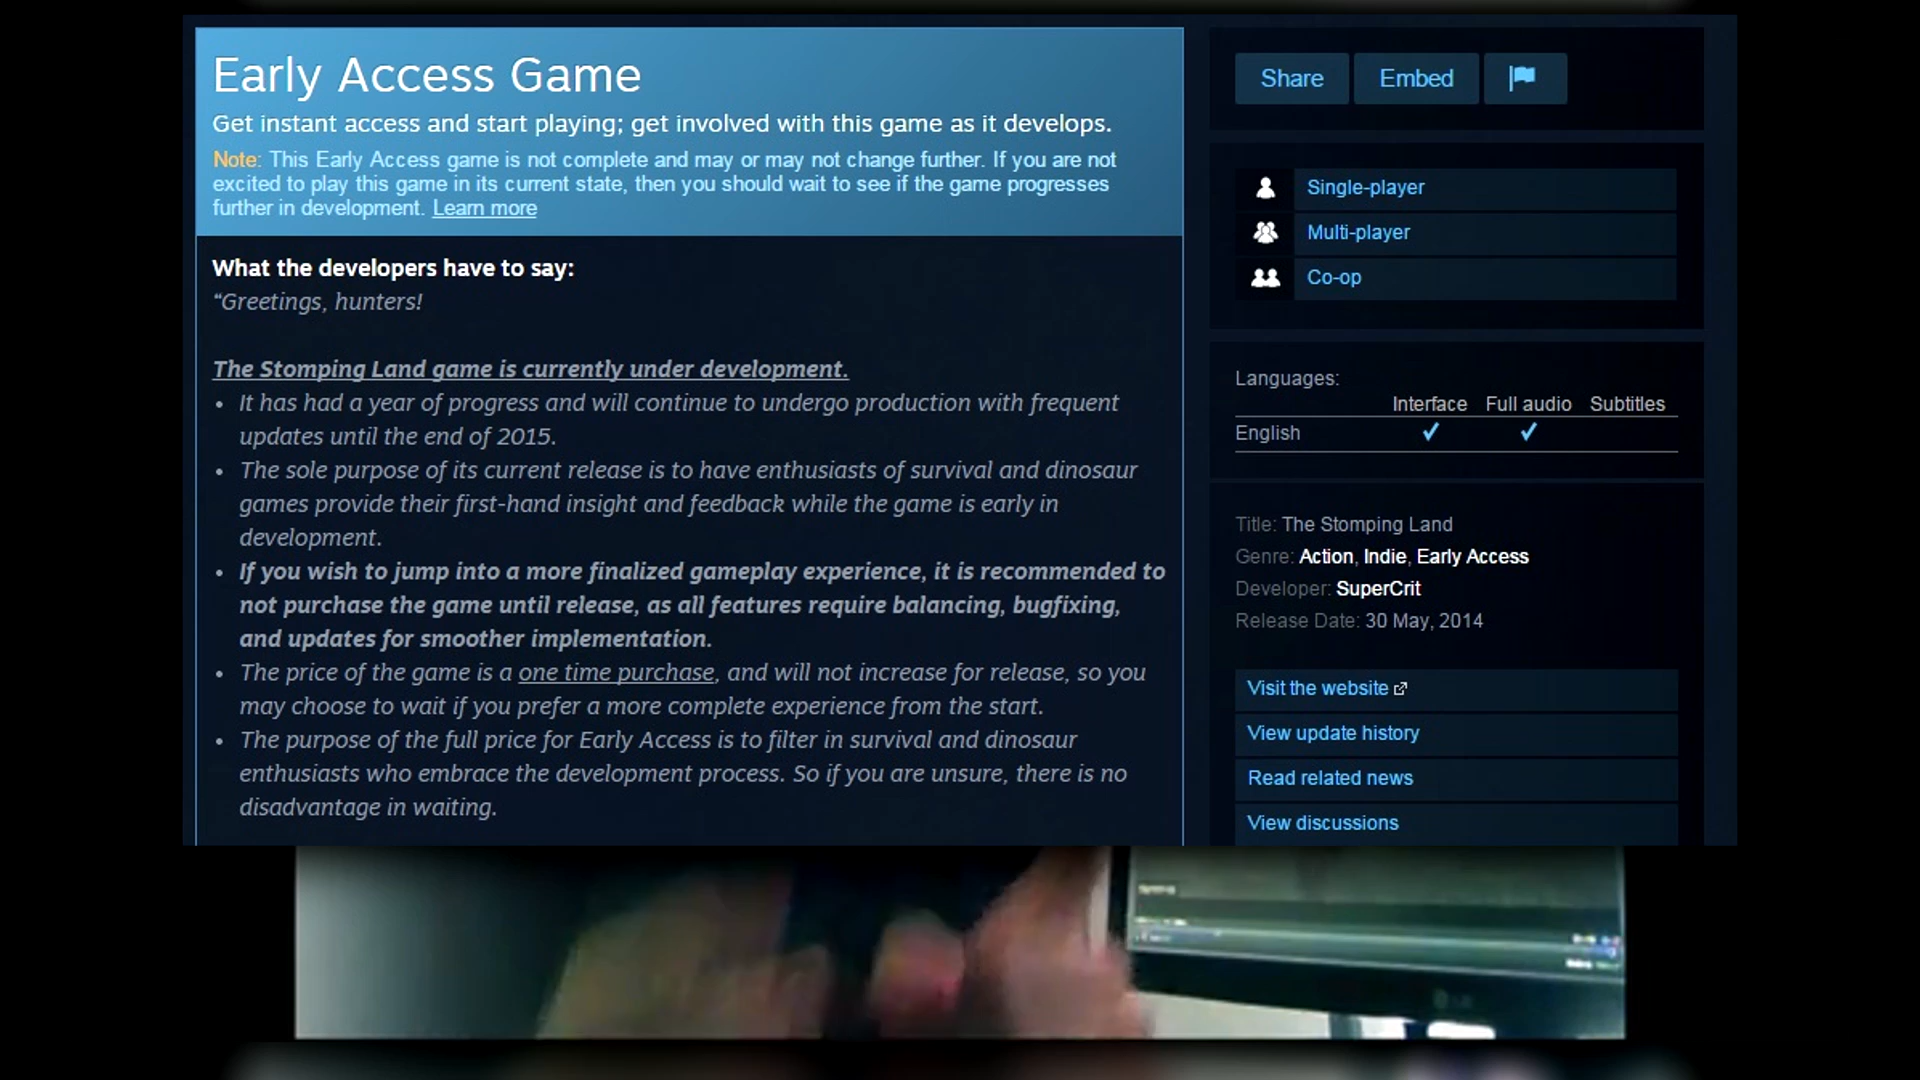 Early Access Game
Get instant access and start playing; get involved with this game as it develops.
Note: This Early Access game is not complete and may or may not change further. If you are not
excited to play this game in its current state, then you should wait to see if the game progresses
further in development. Learn more
What the developers have to say:
“Greetings, hunters!
The Stomping Land game is currently under development.
• It has had a year of progress and will continue to undergo production with frequent
updates until the end of 2015.
• The sole purpose of its current release is to have enthusiasts of survival and dinosaur
games provide their first-hand insight and feedback while the game is early in
development.
• If you wish to jump into a more finalized gameplay experience, it is recommended to
not purchase the game until release, as all features require balancing, bugfixing,
and updates for smoother implementation.
• The price of the game is a one time purchase, and will not increase for release, so you
may choose to wait if you prefer a more complete experience from the start.
• The purpose of the full price for Early Access is to filter in survival and dinosaur
enthusiasts who embrace the development process. So if you are unsure, there is no
disadvantage in waiting.
Share Embed
Single-player
Multi-player
Co-op
Languages:
Interface Full audio Subtitles
English ✓ ✓
Title: The Stomping Land
Genre: Action, Indie, Early Access
Developer: SuperCrit
Release Date: 30 May, 2014
Visit the website
View update history
Read related news
View discussions